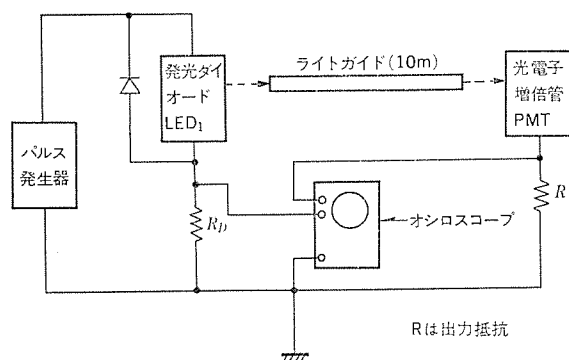 発光ダイ
オード
LED₁
ライトガイド(10m)
光電子
増倍管
PMT
パルス
発生器
R_D
R
オシロスコープ
Rは出力抵抗